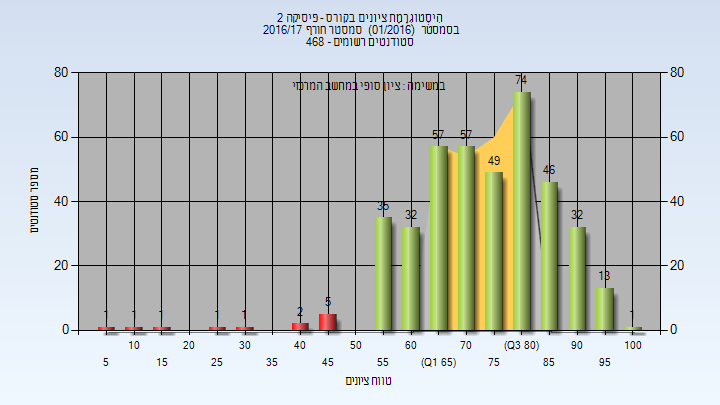 היסטוגרמת ציונים בקורס - פיסיקה 2
בסמסטר (01/2016) סמסטר חורף 2016/17
סטודנטים רשומים - 468
במשימה : ציון סופי במחשב המרכזי
80 80
60 60
40 40
20 20
0 0
מספר סטודנטים
1 1 1 1 1 2 5 35 32 57 57 49 74 46 32 13 1
10 20 30 40 50 60 70 (Q3 80) 90 100
5 15 25 35 45 55 (Q1 65) 75 85 95
טווח ציונים